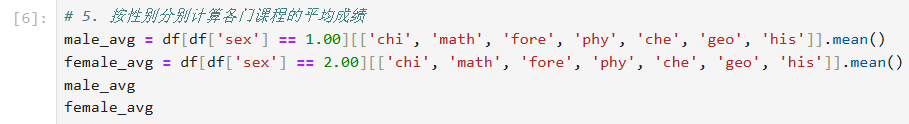 [6]: # 5. 按性别分别计算各门课程的平均成绩
male_avg = df[df['sex'] == 1.00][['chi', 'math', 'fore', 'phy', 'che', 'geo', 'his']].mean()
female_avg = df[df['sex'] == 2.00][['chi', 'math', 'fore', 'phy', 'che', 'geo', 'his']].mean()
male_avg
female_avg